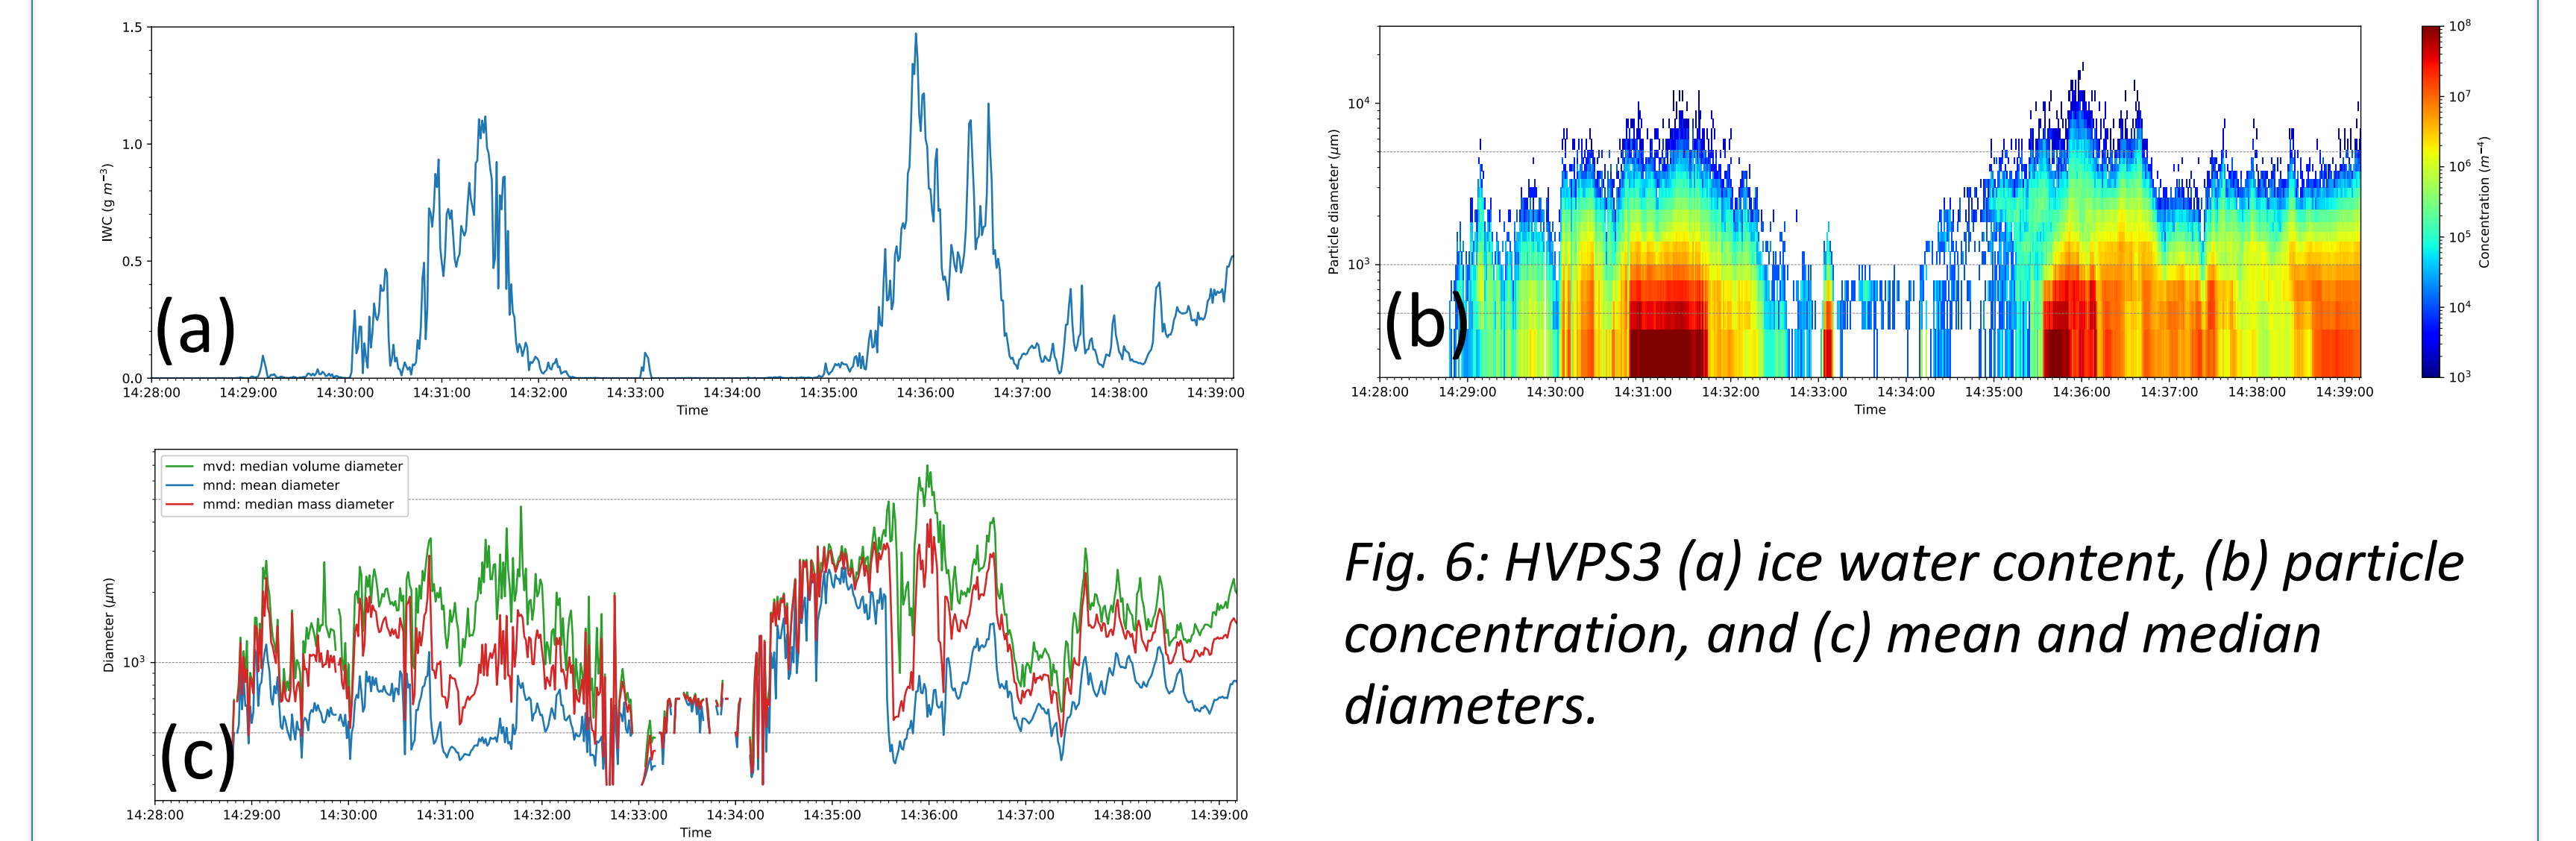 1.5
1.0
0.5
0.0
IWC (g m⁻³)
(a)
14:28:00 14:29:00 14:30:00 14:31:00 14:32:00 14:33:00 14:34:00 14:35:00 14:36:00 14:37:00 14:38:00 14:39:00
Time
10⁴
10³
Particle diameter (μm)
(b)
14:28:00 14:29:00 14:30:00 14:31:00 14:32:00 14:33:00 14:34:00 14:35:00 14:36:00 14:37:00 14:38:00 14:39:00
Time
10⁸
10⁷
10⁶
10⁵
10⁴
10³
Concentration (m⁻⁴)
mvd: median volume diameter
mnd: mean diameter
mmd: median mass diameter
10³
Diameter (μm)
(c)
14:28:00 14:29:00 14:30:00 14:31:00 14:32:00 14:33:00 14:34:00 14:35:00 14:36:00 14:37:00 14:38:00 14:39:00
Time
Fig. 6: HVPS3 (a) ice water content, (b) particle
concentration, and (c) mean and median
diameters.